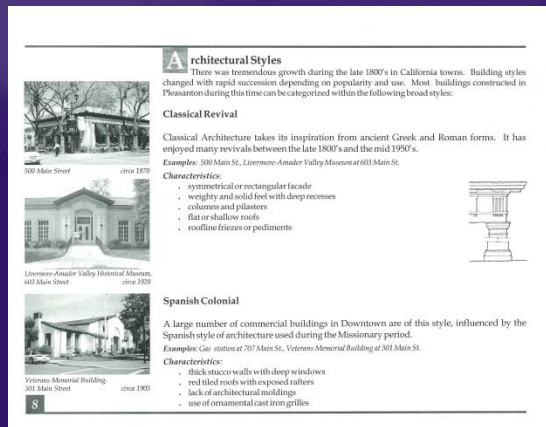 Architectural Styles
There was tremendous growth during the late 1800's in California towns. Building styles
changed with rapid succession depending on popularity and use. Most buildings constructed in
Pleasanton during this time can be categorized within the following broad styles:
Classical Revival
Classical Architecture takes its inspiration from ancient Greek and Roman forms. It has
enjoyed many revivals between the late 1800's and the mid 1950's.
Examples: 500 Main St., Livermore-Amador Valley Museum at 603 Main St.
Characteristics:
. symmetrical or rectangular facade
. weighty and solid feel with deep recesses
. columns and pilasters
. flat or shallow roofs
. roofline friezes or pediments
500 Main Street circa 1870
Livermore-Amador Valley Historical Museum,
603 Main Street circa 1920
Spanish Colonial
A large number of commercial buildings in Downtown are of this style, influenced by the
Spanish style of architecture used during the Missionary period.
Examples: Gas station at 707 Main St., Veterans Memorial Building at 301 Main St.
Characteristics:
. thick stucco walls with deep windows
. red tiled roofs with exposed rafters
. lack of architectural moldings
. use of ornamental cast iron grilles
Veterans Memorial Building,
301 Main Street circa 1905
8